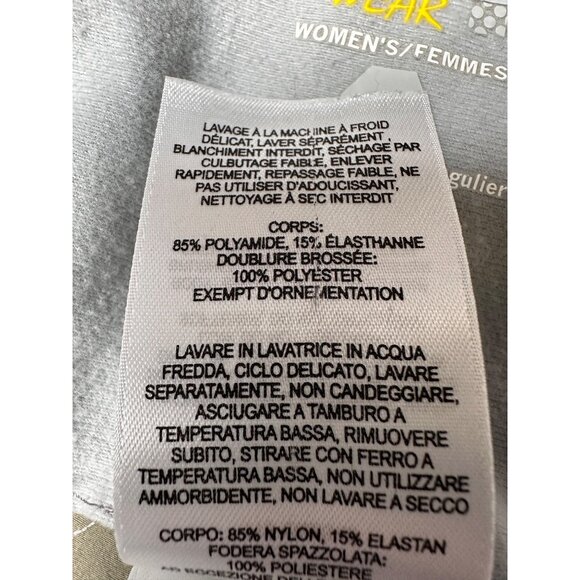 WEAR
WOMEN'S/FEMMES
gulier
LAVAGE À LA MACHINE À FROID
DÉLICAT, LAVER SÉPARÉMENT,
BLANCHIMENT INTERDIT, SÉCHAGE PAR
CULBUTAGE FAIBLE, ENLEVER
RAPIDEMENT, REPASSAGE FAIBLE, NE
PAS UTILISER D'ADOUCISSANT,
NETTOYAGE À SEC INTERDIT
CORPS:
85% POLYAMIDE, 15% ÉLASTHANNE
DOUBLURE BROSSÉE:
100% POLYESTER
EXEMPT D'ORNEMENTATION
LAVARE IN LAVATRICE IN ACQUA
FREDDA, CICLO DELICATO, LAVARE
SEPARATAMENTE, NON CANDEGGIARE,
ASCIUGARE A TAMBURO A
TEMPERATURA BASSA, RIMUOVERE
SUBITO, STIRARE CON FERRO A
TEMPERATURA BASSA, NON UTILIZZARE
AMMORBIDENTE, NON LAVARE A SECCO
CORPO: 85% NYLON, 15% ELASTAN
FODERA SPAZZOLATA:
100% POLIESTERE